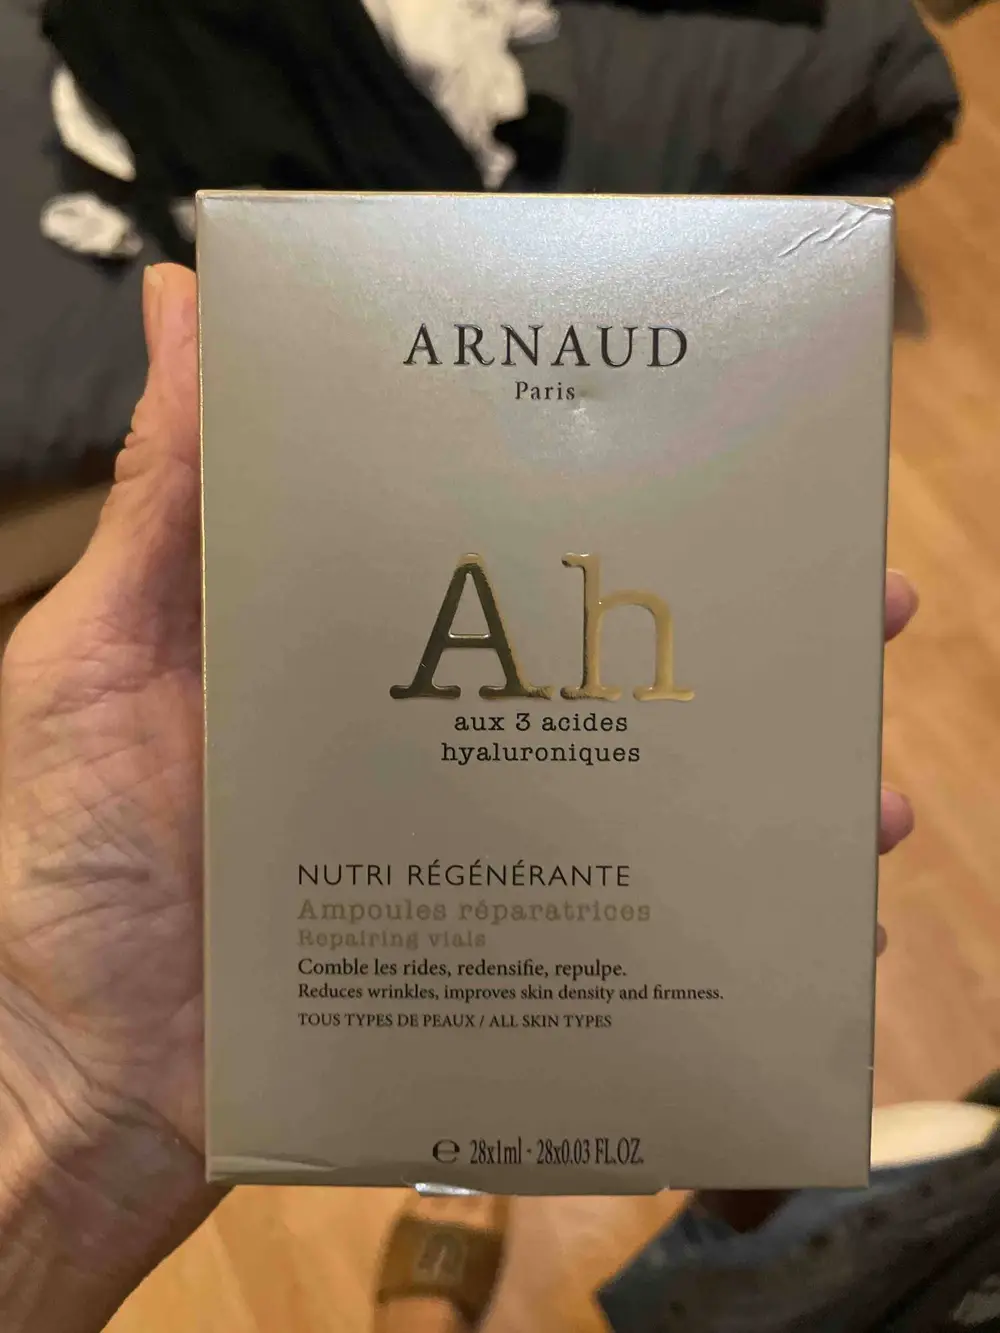 ARNAUD
Paris
Ah
aux 3 acides
hyaluroniques
NUTRI RÉGÉNÉRANTE
Ampoules réparatrices
Repairing vials
Comble les rides, redensifie, repulpe.
Reduces wrinkles, improves skin density and firmness.
TOUS TYPES DE PEAUX / ALL SKIN TYPES
℮ 28x1ml - 28x0.03 FL.OZ.